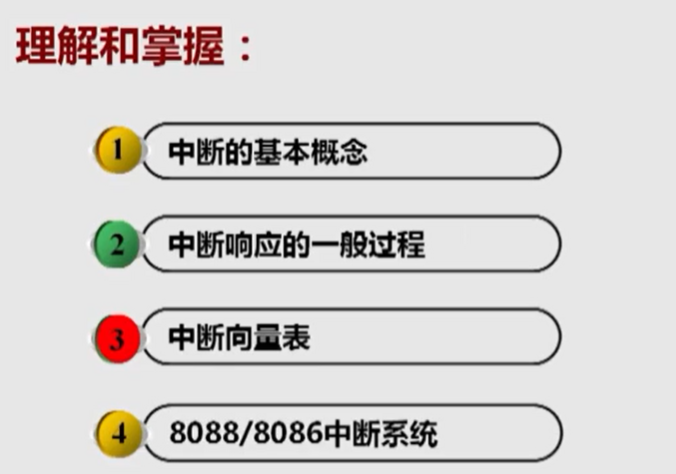 理解和掌握：
1 中断的基本概念
2 中断响应的一般过程
3 中断向量表
4 8088/8086中断系统